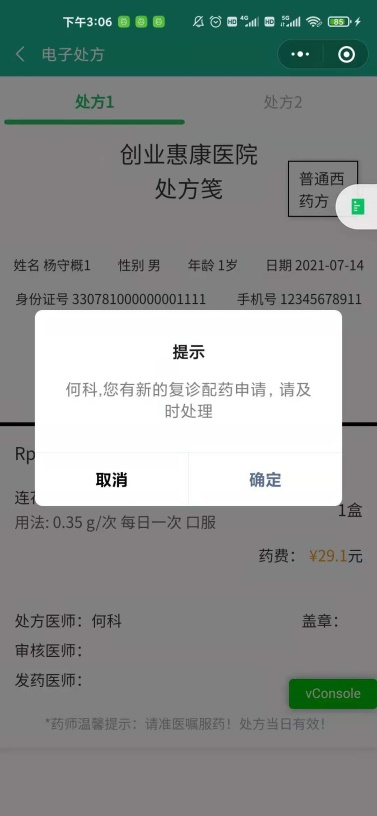 下午3:06
HD 4G HD 5G 85
电子处方
处方1 处方2
创业惠康医院
处方笺
普通西
药方
姓名 杨守概1 性别 男 年龄 1岁 日期 2021-07-14
身份证号 330781000000001111 手机号 12345678911
提示
何科,您有新的复诊配药申请，请及
时处理
取消 确定
Rp
连花
1盒
用法: 0.35 g/次 每日一次 口服
药费： ¥29.1元
处方医师：何科 盖章：
审核医师：
发药医师：
vConsole
*药师温馨提示：请准医嘱服药！处方当日有效！